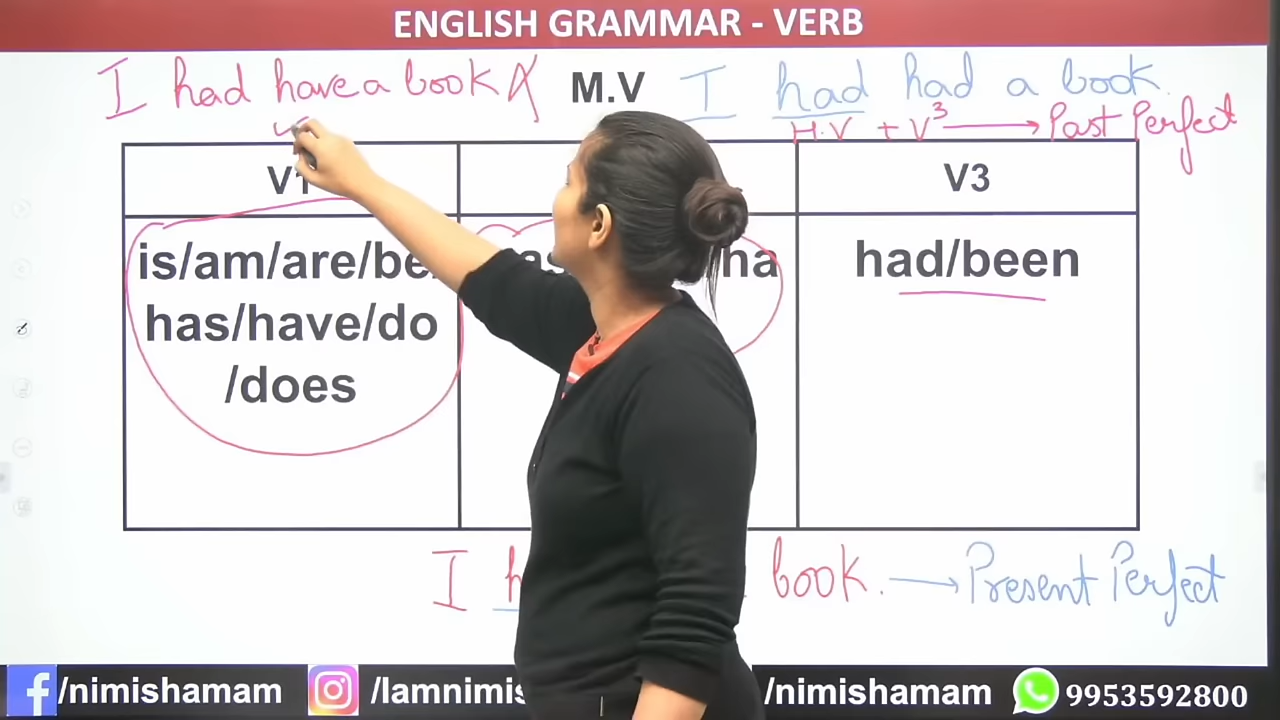 ENGLISH GRAMMAR - VERB
I had have a book M.V I had had a book.
H.V + V3 → Past Perfect
V1 V3
is/am/are/be/ had/been
has/have/do
/does
I book. → Present Perfect
/nimishamam /Iamnimis /nimishamam 9953592800